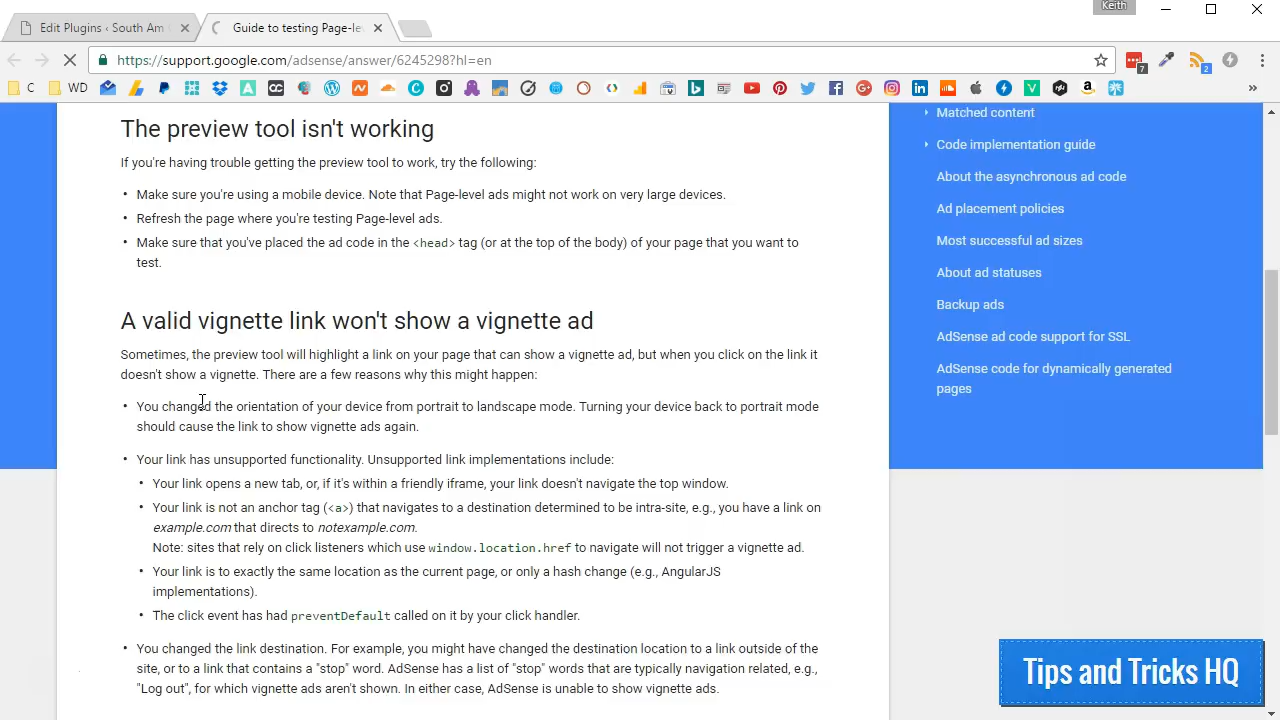 Keith
Edit Plugins ‹ South Am
Guide to testing Page-le
https://support.google.com/adsense/answer/6245298?hl=en
C
WD
7
2
»
The preview tool isn't working
If you're having trouble getting the preview tool to work, try the following:
• Make sure you're using a mobile device. Note that Page-level ads might not work on very large devices.
• Refresh the page where you're testing Page-level ads.
• Make sure that you've placed the ad code in the <head> tag (or at the top of the body) of your page that you want to
test.
A valid vignette link won't show a vignette ad
Sometimes, the preview tool will highlight a link on your page that can show a vignette ad, but when you click on the link it
doesn't show a vignette. There are a few reasons why this might happen:
• You changed the orientation of your device from portrait to landscape mode. Turning your device back to portrait mode
should cause the link to show vignette ads again.
• Your link has unsupported functionality. Unsupported link implementations include:
• Your link opens a new tab, or, if it's within a friendly iframe, your link doesn't navigate the top window.
• Your link is not an anchor tag (<a>) that navigates to a destination determined to be intra-site, e.g., you have a link on
example.com that directs to notexample.com.
Note: sites that rely on click listeners which use window.location.href to navigate will not trigger a vignette ad.
• Your link is to exactly the same location as the current page, or only a hash change (e.g., AngularJS
implementations).
• The click event has had preventDefault called on it by your click handler.
• You changed the link destination. For example, you might have changed the destination location to a link outside of the
site, or to a link that contains a "stop" word. AdSense has a list of "stop" words that are typically navigation related, e.g.,
"Log out", for which vignette ads aren't shown. In either case, AdSense is unable to show vignette ads.
Matched content
Code implementation guide
About the asynchronous ad code
Ad placement policies
Most successful ad sizes
About ad statuses
Backup ads
AdSense ad code support for SSL
AdSense code for dynamically generated
pages
Tips and Tricks HQ